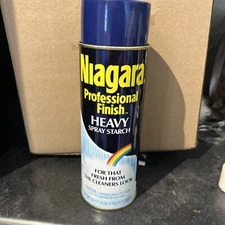 Niagara
Professional
Finish
HEAVY
SPRAY STARCH
FOR THAT
FRESH FROM
THE CLEANERS LOOK